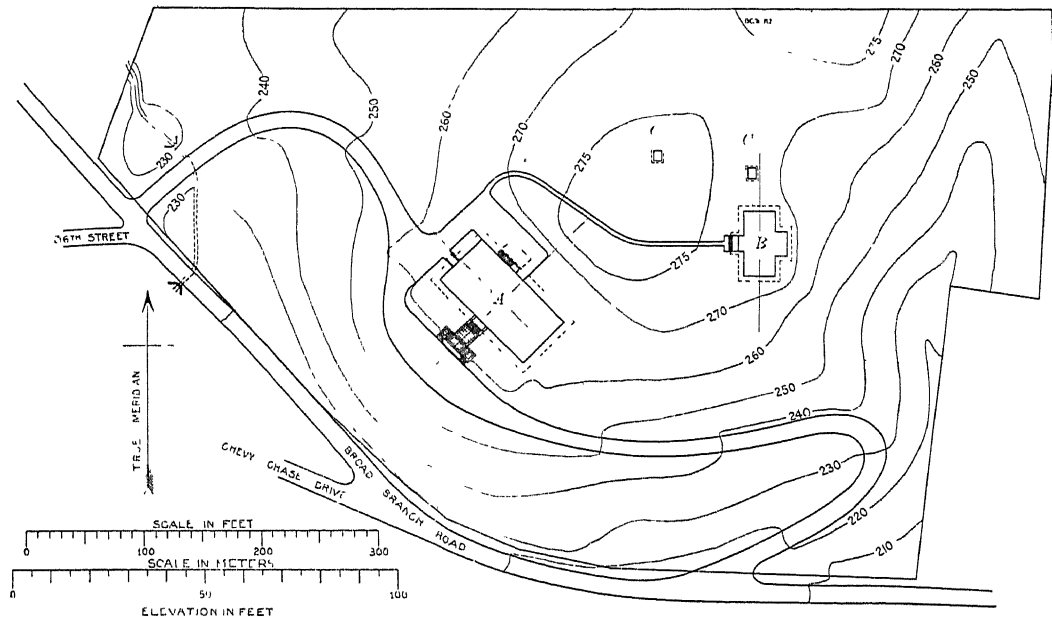 240
250
260
270
275
270
260
250
230
275
A
B
230
36TH STREET
275
270
260
250
240
TRUE MERIDIAN
CHEVY CHASE DRIVE
BROAD BRANCH ROAD
230
220
210
SCALE IN FEET
0 100 200 300
SCALE IN METERS
0 50 100
ELEVATION IN FEET